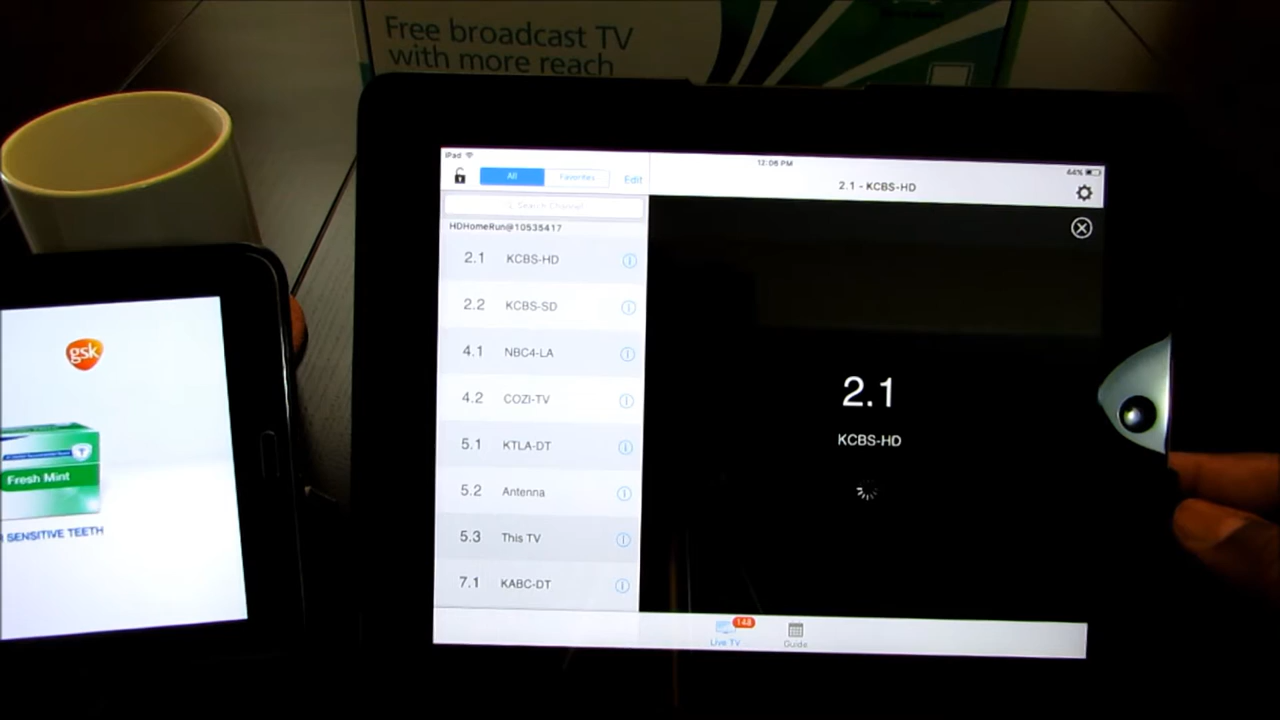 Free broadcast TV
with more reach
iPad
12:06 PM
44%
All
Favorites
Edit
2.1 - KCBS-HD
Search Channel
HDHomeRun@10535417
2.1 KCBS-HD
2.2 KCBS-SD
4.1 NBC4-LA
4.2 COZI-TV
5.1 KTLA-DT
5.2 Antenna
5.3 This TV
7.1 KABC-DT
2.1
KCBS-HD
148
Live TV
Guide
gsk
Fresh Mint
SENSITIVE TEETH